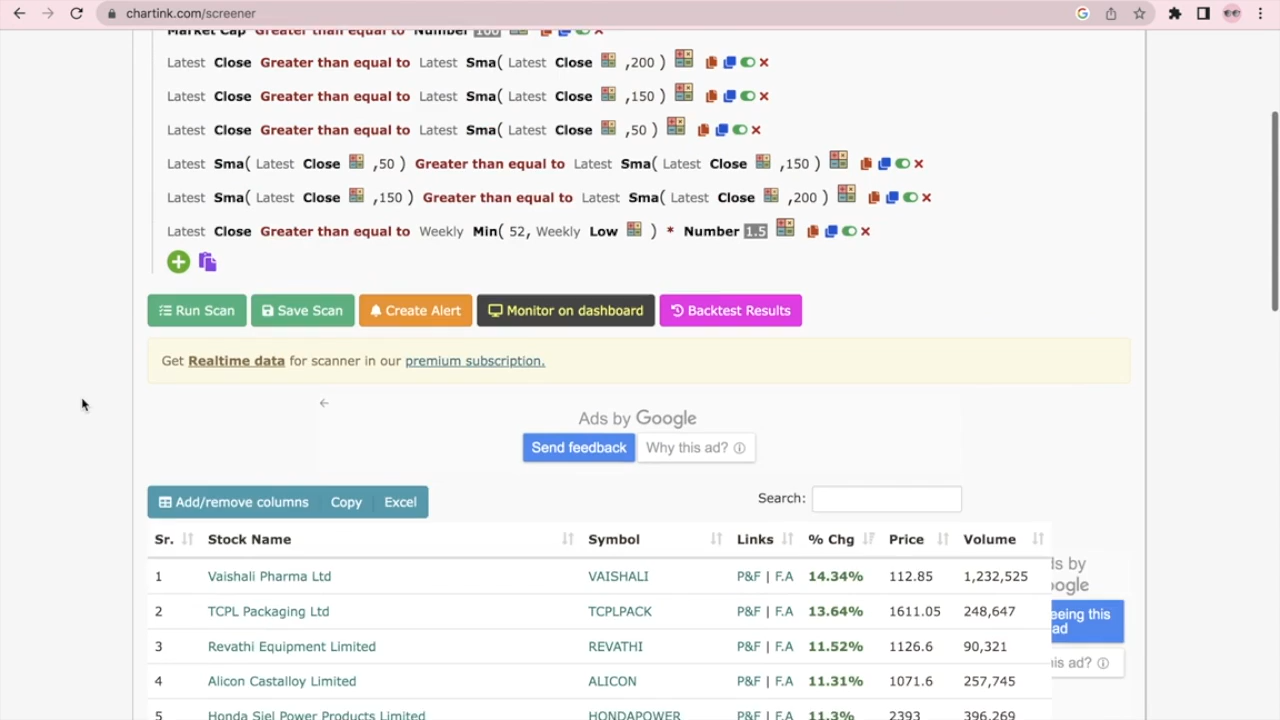 chartink.com/screener
Market Cap Greater than equal to Number 100
Latest Close Greater than equal to Latest Sma( Latest Close ,200 )
Latest Close Greater than equal to Latest Sma( Latest Close ,150 )
Latest Close Greater than equal to Latest Sma( Latest Close ,50 )
Latest Sma( Latest Close ,50 ) Greater than equal to Latest Sma( Latest Close ,150 )
Latest Sma( Latest Close ,150 ) Greater than equal to Latest Sma( Latest Close ,200 )
Latest Close Greater than equal to Weekly Min( 52, Weekly Low ) * Number 1.5
Run Scan Save Scan Create Alert Monitor on dashboard Backtest Results
Get Realtime data for scanner in our premium subscription.
Ads by Google
Send feedback Why this ad?
Add/remove columns Copy Excel Search:
Sr. Stock Name Symbol Links % Chg Price Volume
1 Vaishali Pharma Ltd VAISHALI P&F | F.A 14.34% 112.85 1,232,525
2 TCPL Packaging Ltd TCPLPACK P&F | F.A 13.64% 1611.05 248,647
3 Revathi Equipment Limited REVATHI P&F | F.A 11.52% 1126.6 90,321
4 Alicon Castalloy Limited ALICON P&F | F.A 11.31% 1071.6 257,745
5 Honda Siel Power Products Limited HONDAPOWER P&F | F.A 11.3% 2393 396,269
ds by
oogle
eeing this
ad
is ad?